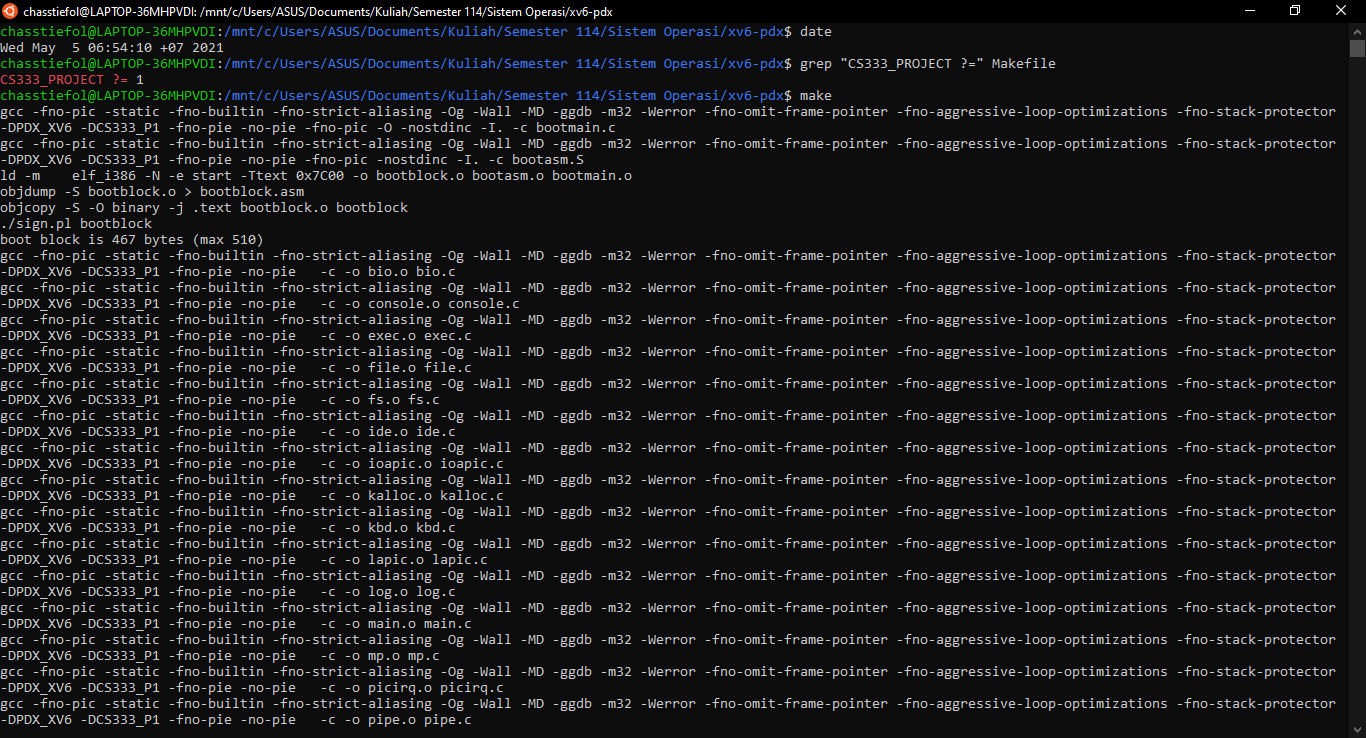 chasstiefol@LAPTOP-36MHPVDI: /mnt/c/Users/ASUS/Documents/Kuliah/Semester 114/Sistem Operasi/xv6-pdx
chasstiefol@LAPTOP-36MHPVDI:/mnt/c/Users/ASUS/Documents/Kuliah/Semester 114/Sistem Operasi/xv6-pdx$ date
Wed May  5 06:54:10 +07 2021
chasstiefol@LAPTOP-36MHPVDI:/mnt/c/Users/ASUS/Documents/Kuliah/Semester 114/Sistem Operasi/xv6-pdx$ grep "CS333_PROJECT ?=" Makefile
CS333_PROJECT ?= 1
chasstiefol@LAPTOP-36MHPVDI:/mnt/c/Users/ASUS/Documents/Kuliah/Semester 114/Sistem Operasi/xv6-pdx$ make
gcc -fno-pic -static -fno-builtin -fno-strict-aliasing -Og -Wall -MD -ggdb -m32 -Werror -fno-omit-frame-pointer -fno-aggressive-loop-optimizations -fno-stack-protector
-DPDX_XV6 -DCS333_P1 -fno-pie -no-pie -fno-pic -O -nostdinc -I. -c bootmain.c
gcc -fno-pic -static -fno-builtin -fno-strict-aliasing -Og -Wall -MD -ggdb -m32 -Werror -fno-omit-frame-pointer -fno-aggressive-loop-optimizations -fno-stack-protector
-DPDX_XV6 -DCS333_P1 -fno-pie -no-pie -fno-pic -nostdinc -I. -c bootasm.S
ld -m    elf_i386 -N -e start -Ttext 0x7C00 -o bootblock.o bootasm.o bootmain.o
objdump -S bootblock.o > bootblock.asm
objcopy -S -O binary -j .text bootblock.o bootblock
./sign.pl bootblock
boot block is 467 bytes (max 510)
gcc -fno-pic -static -fno-builtin -fno-strict-aliasing -Og -Wall -MD -ggdb -m32 -Werror -fno-omit-frame-pointer -fno-aggressive-loop-optimizations -fno-stack-protector
-DPDX_XV6 -DCS333_P1 -fno-pie -no-pie   -c -o bio.o bio.c
gcc -fno-pic -static -fno-builtin -fno-strict-aliasing -Og -Wall -MD -ggdb -m32 -Werror -fno-omit-frame-pointer -fno-aggressive-loop-optimizations -fno-stack-protector
-DPDX_XV6 -DCS333_P1 -fno-pie -no-pie   -c -o console.o console.c
gcc -fno-pic -static -fno-builtin -fno-strict-aliasing -Og -Wall -MD -ggdb -m32 -Werror -fno-omit-frame-pointer -fno-aggressive-loop-optimizations -fno-stack-protector
-DPDX_XV6 -DCS333_P1 -fno-pie -no-pie   -c -o exec.o exec.c
gcc -fno-pic -static -fno-builtin -fno-strict-aliasing -Og -Wall -MD -ggdb -m32 -Werror -fno-omit-frame-pointer -fno-aggressive-loop-optimizations -fno-stack-protector
-DPDX_XV6 -DCS333_P1 -fno-pie -no-pie   -c -o file.o file.c
gcc -fno-pic -static -fno-builtin -fno-strict-aliasing -Og -Wall -MD -ggdb -m32 -Werror -fno-omit-frame-pointer -fno-aggressive-loop-optimizations -fno-stack-protector
-DPDX_XV6 -DCS333_P1 -fno-pie -no-pie   -c -o fs.o fs.c
gcc -fno-pic -static -fno-builtin -fno-strict-aliasing -Og -Wall -MD -ggdb -m32 -Werror -fno-omit-frame-pointer -fno-aggressive-loop-optimizations -fno-stack-protector
-DPDX_XV6 -DCS333_P1 -fno-pie -no-pie   -c -o ide.o ide.c
gcc -fno-pic -static -fno-builtin -fno-strict-aliasing -Og -Wall -MD -ggdb -m32 -Werror -fno-omit-frame-pointer -fno-aggressive-loop-optimizations -fno-stack-protector
-DPDX_XV6 -DCS333_P1 -fno-pie -no-pie   -c -o ioapic.o ioapic.c
gcc -fno-pic -static -fno-builtin -fno-strict-aliasing -Og -Wall -MD -ggdb -m32 -Werror -fno-omit-frame-pointer -fno-aggressive-loop-optimizations -fno-stack-protector
-DPDX_XV6 -DCS333_P1 -fno-pie -no-pie   -c -o kalloc.o kalloc.c
gcc -fno-pic -static -fno-builtin -fno-strict-aliasing -Og -Wall -MD -ggdb -m32 -Werror -fno-omit-frame-pointer -fno-aggressive-loop-optimizations -fno-stack-protector
-DPDX_XV6 -DCS333_P1 -fno-pie -no-pie   -c -o kbd.o kbd.c
gcc -fno-pic -static -fno-builtin -fno-strict-aliasing -Og -Wall -MD -ggdb -m32 -Werror -fno-omit-frame-pointer -fno-aggressive-loop-optimizations -fno-stack-protector
-DPDX_XV6 -DCS333_P1 -fno-pie -no-pie   -c -o lapic.o lapic.c
gcc -fno-pic -static -fno-builtin -fno-strict-aliasing -Og -Wall -MD -ggdb -m32 -Werror -fno-omit-frame-pointer -fno-aggressive-loop-optimizations -fno-stack-protector
-DPDX_XV6 -DCS333_P1 -fno-pie -no-pie   -c -o log.o log.c
gcc -fno-pic -static -fno-builtin -fno-strict-aliasing -Og -Wall -MD -ggdb -m32 -Werror -fno-omit-frame-pointer -fno-aggressive-loop-optimizations -fno-stack-protector
-DPDX_XV6 -DCS333_P1 -fno-pie -no-pie   -c -o main.o main.c
gcc -fno-pic -static -fno-builtin -fno-strict-aliasing -Og -Wall -MD -ggdb -m32 -Werror -fno-omit-frame-pointer -fno-aggressive-loop-optimizations -fno-stack-protector
-DPDX_XV6 -DCS333_P1 -fno-pie -no-pie   -c -o mp.o mp.c
gcc -fno-pic -static -fno-builtin -fno-strict-aliasing -Og -Wall -MD -ggdb -m32 -Werror -fno-omit-frame-pointer -fno-aggressive-loop-optimizations -fno-stack-protector
-DPDX_XV6 -DCS333_P1 -fno-pie -no-pie   -c -o picirq.o picirq.c
gcc -fno-pic -static -fno-builtin -fno-strict-aliasing -Og -Wall -MD -ggdb -m32 -Werror -fno-omit-frame-pointer -fno-aggressive-loop-optimizations -fno-stack-protector
-DPDX_XV6 -DCS333_P1 -fno-pie -no-pie   -c -o pipe.o pipe.c